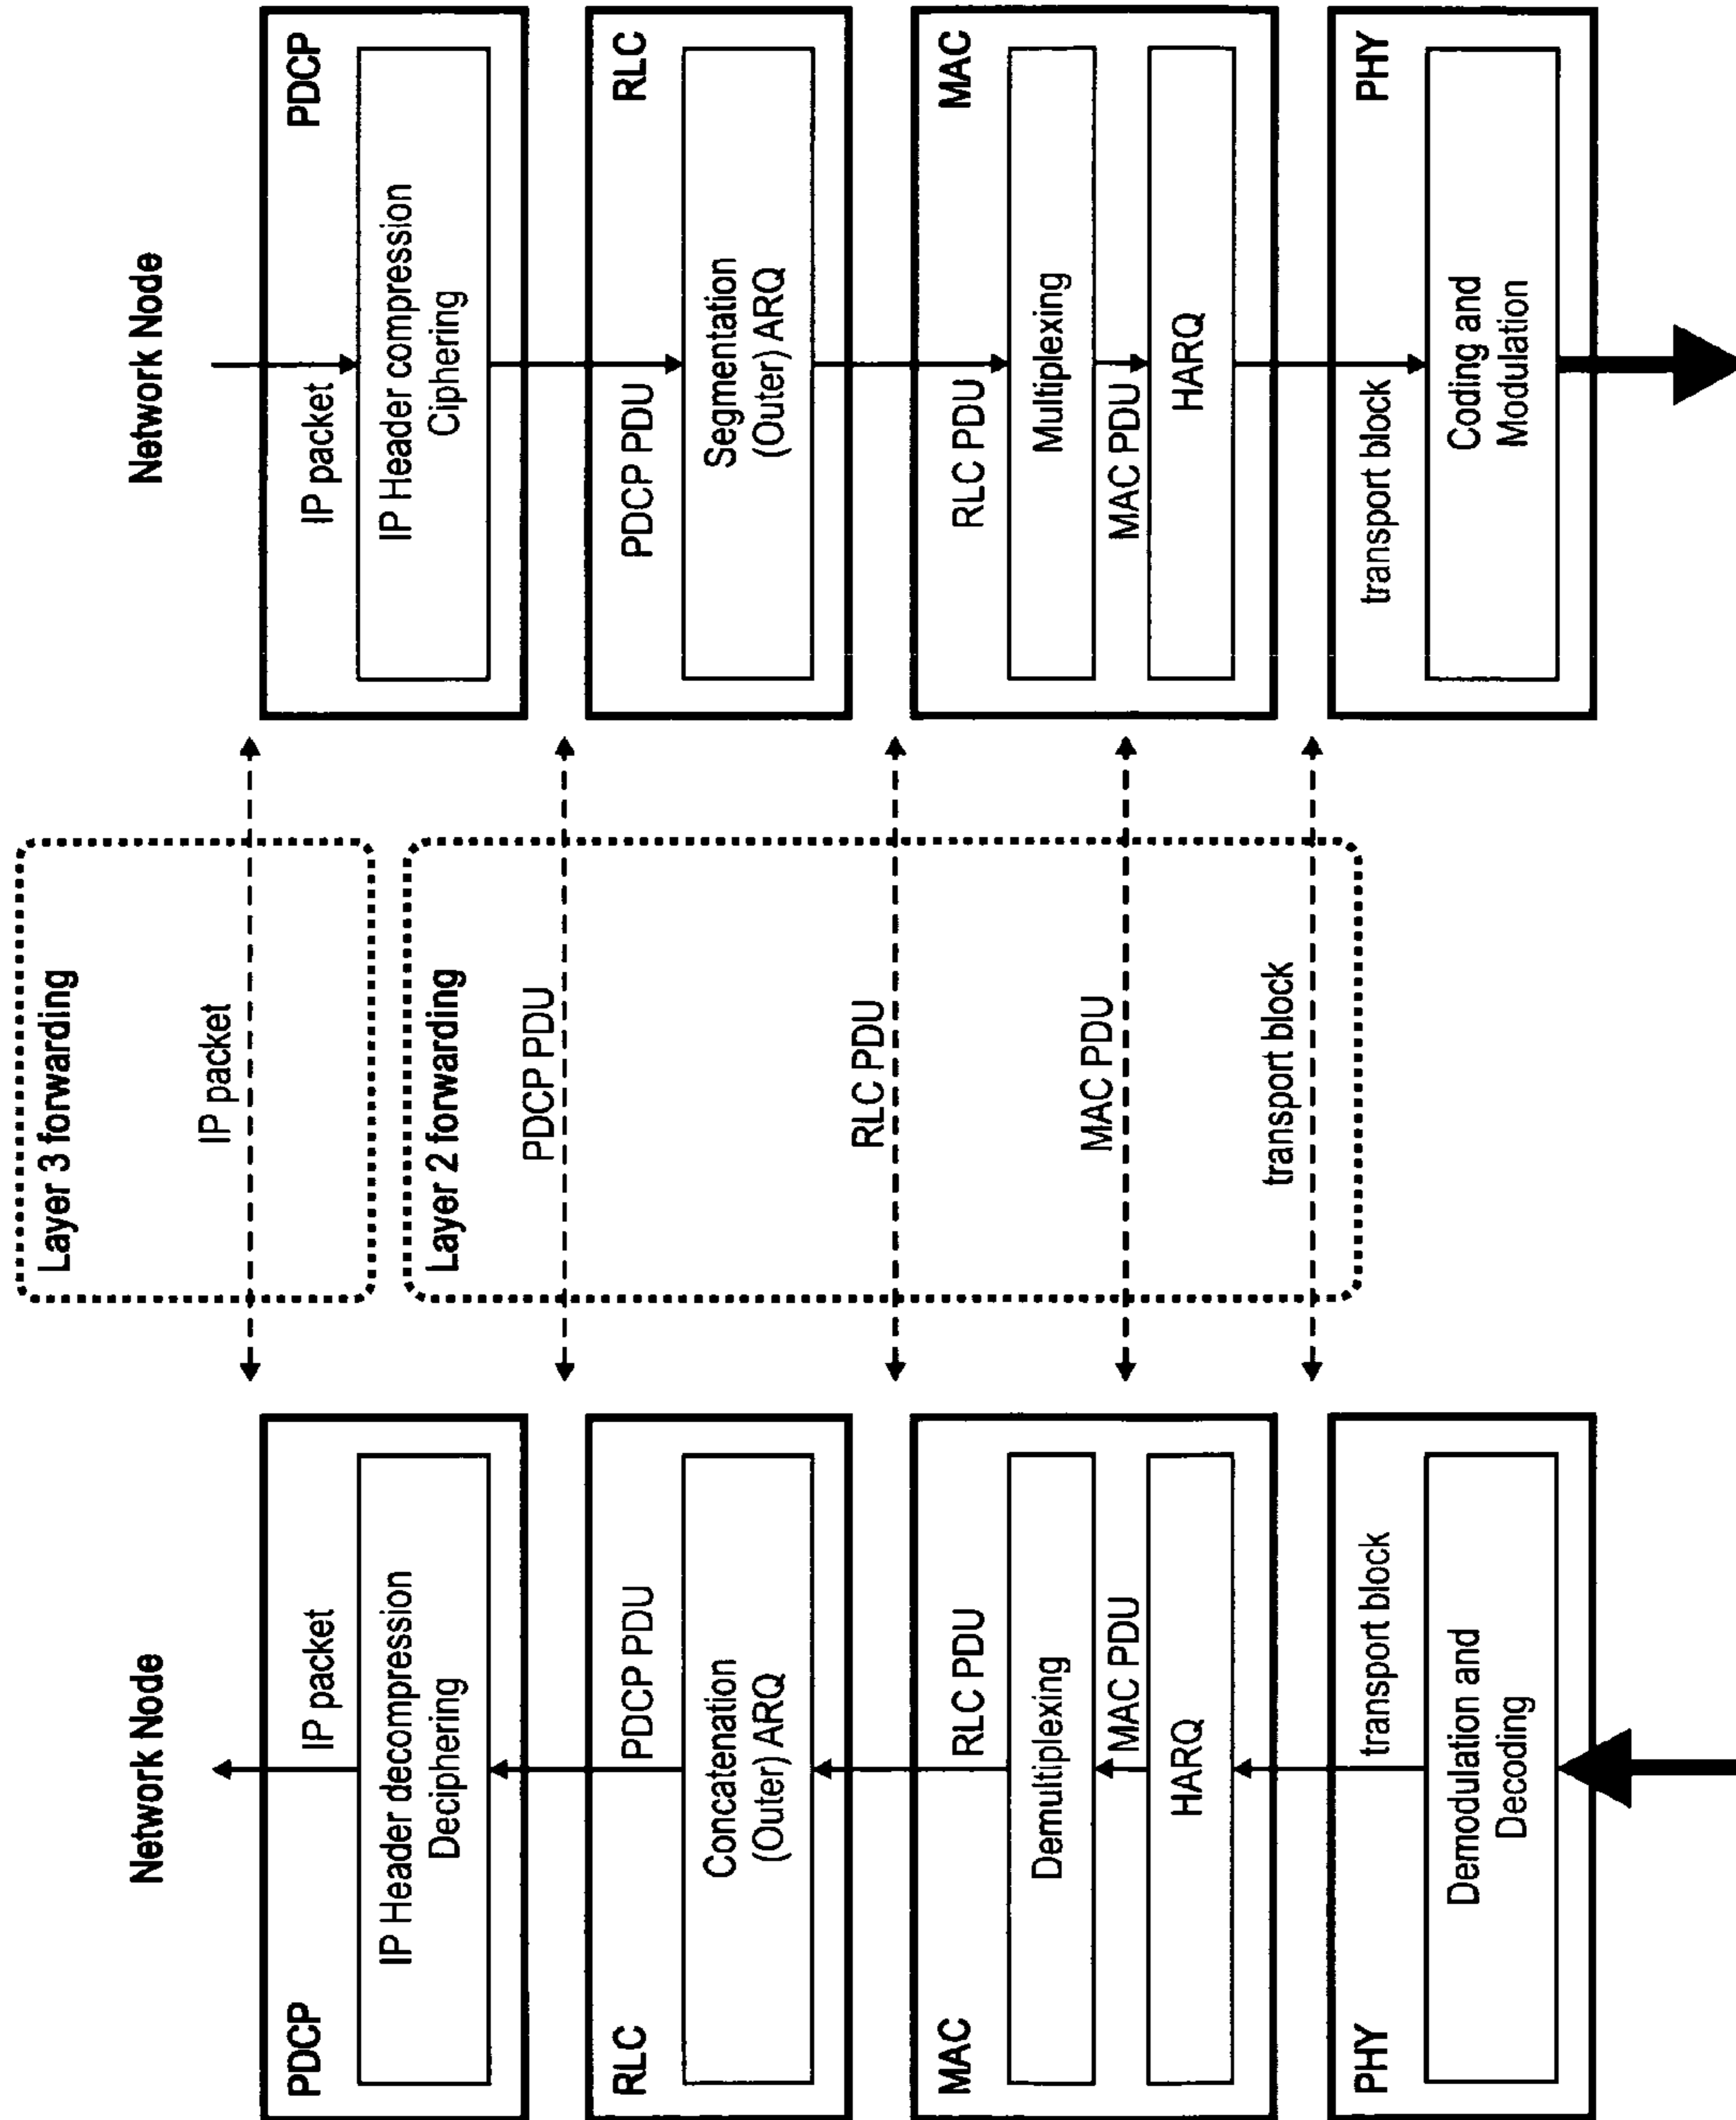 Network Node
IP packet
PDCP
IP Header decompression
Deciphering
PDCP PDU
RLC
Concatenation
(Outer) ARQ
MAC
RLC PDU
Demultiplexing
MAC PDU
HARQ
PHY
transport block
Demodulation and
Decoding
Layer 3 forwarding
IP packet
Layer 2 forwarding
PDCP PDU
RLC PDU
MAC PDU
transport block
Network Node
IP packet
PDCP
IP Header compression
Ciphering
PDCP PDU
RLC
Segmentation
(Outer) ARQ
RLC PDU
MAC
Multiplexing
MAC PDU
HARQ
transport block
PHY
Coding and
Modulation